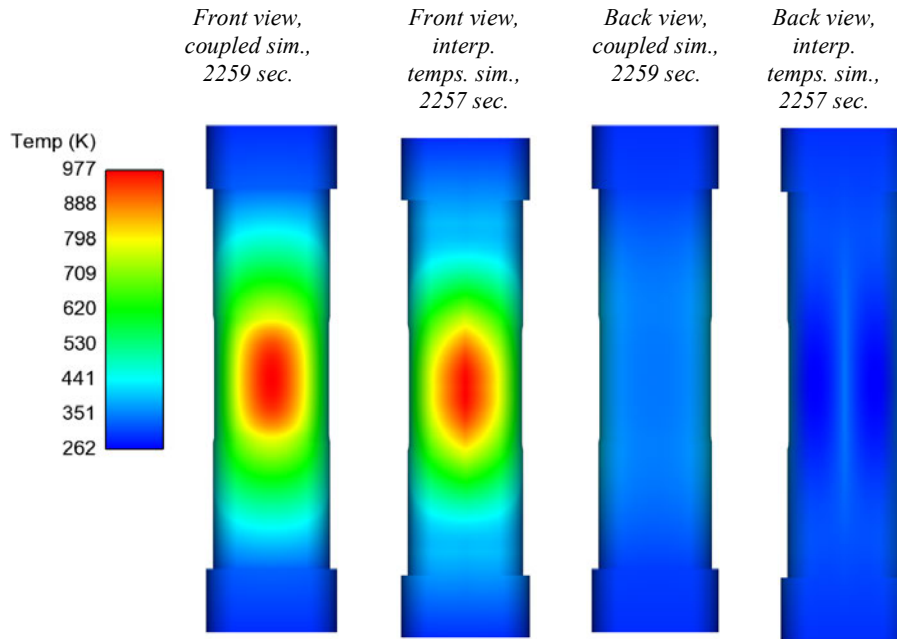 Front view,
coupled sim.,
2259 sec.
Front view,
interp.
temps. sim.,
2257 sec.
Back view,
coupled sim.,
2259 sec.
Back view,
interp.
temps. sim.,
2257 sec.
Temp (K)
977
888
798
709
620
530
441
351
262